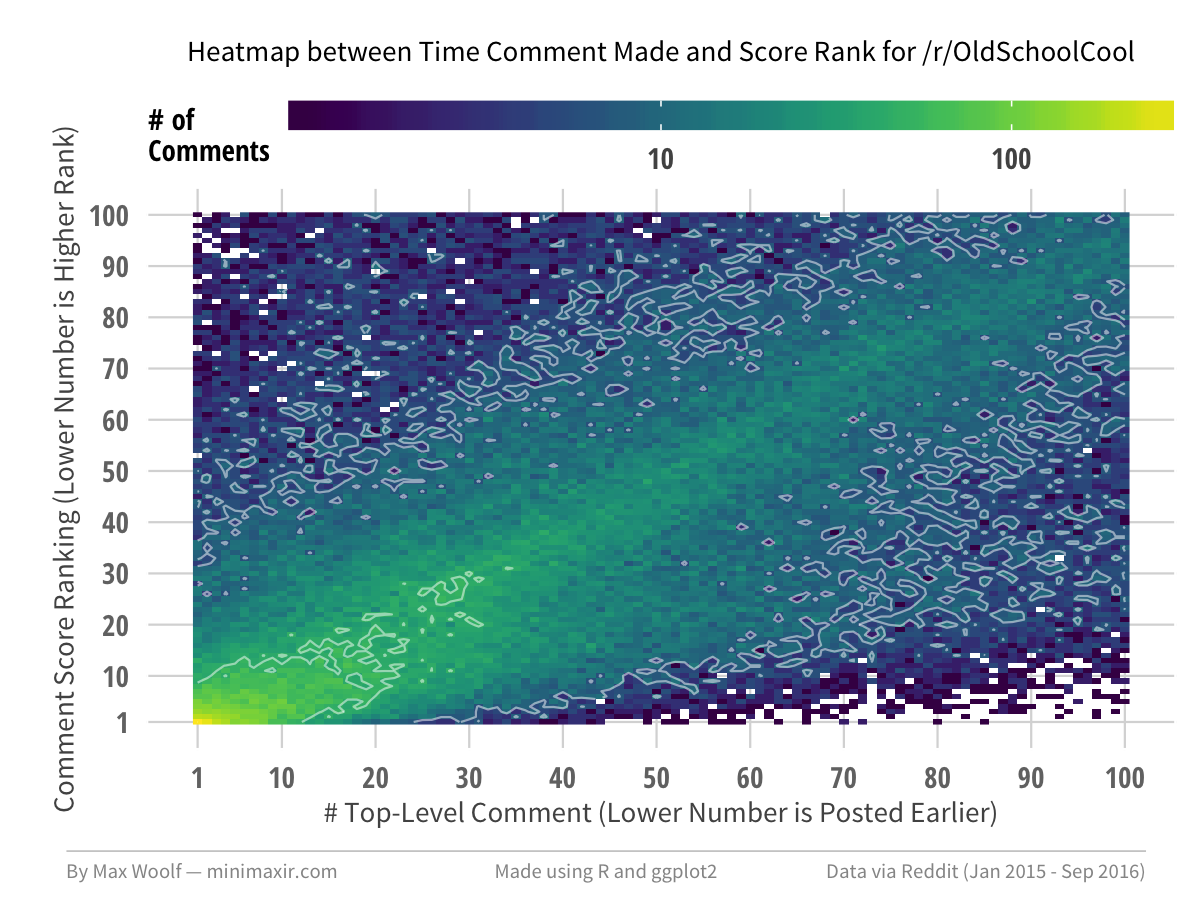 Heatmap between Time Comment Made and Score Rank for /r/OldSchoolCool
# of
Comments
10
100
Comment Score Ranking (Lower Number is Higher Rank)
100
90
80
70
60
50
40
30
20
10
1
1 10 20 30 40 50 60 70 80 90 100
# Top-Level Comment (Lower Number is Posted Earlier)
By Max Woolf — minimaxir.com
Made using R and ggplot2
Data via Reddit (Jan 2015 - Sep 2016)